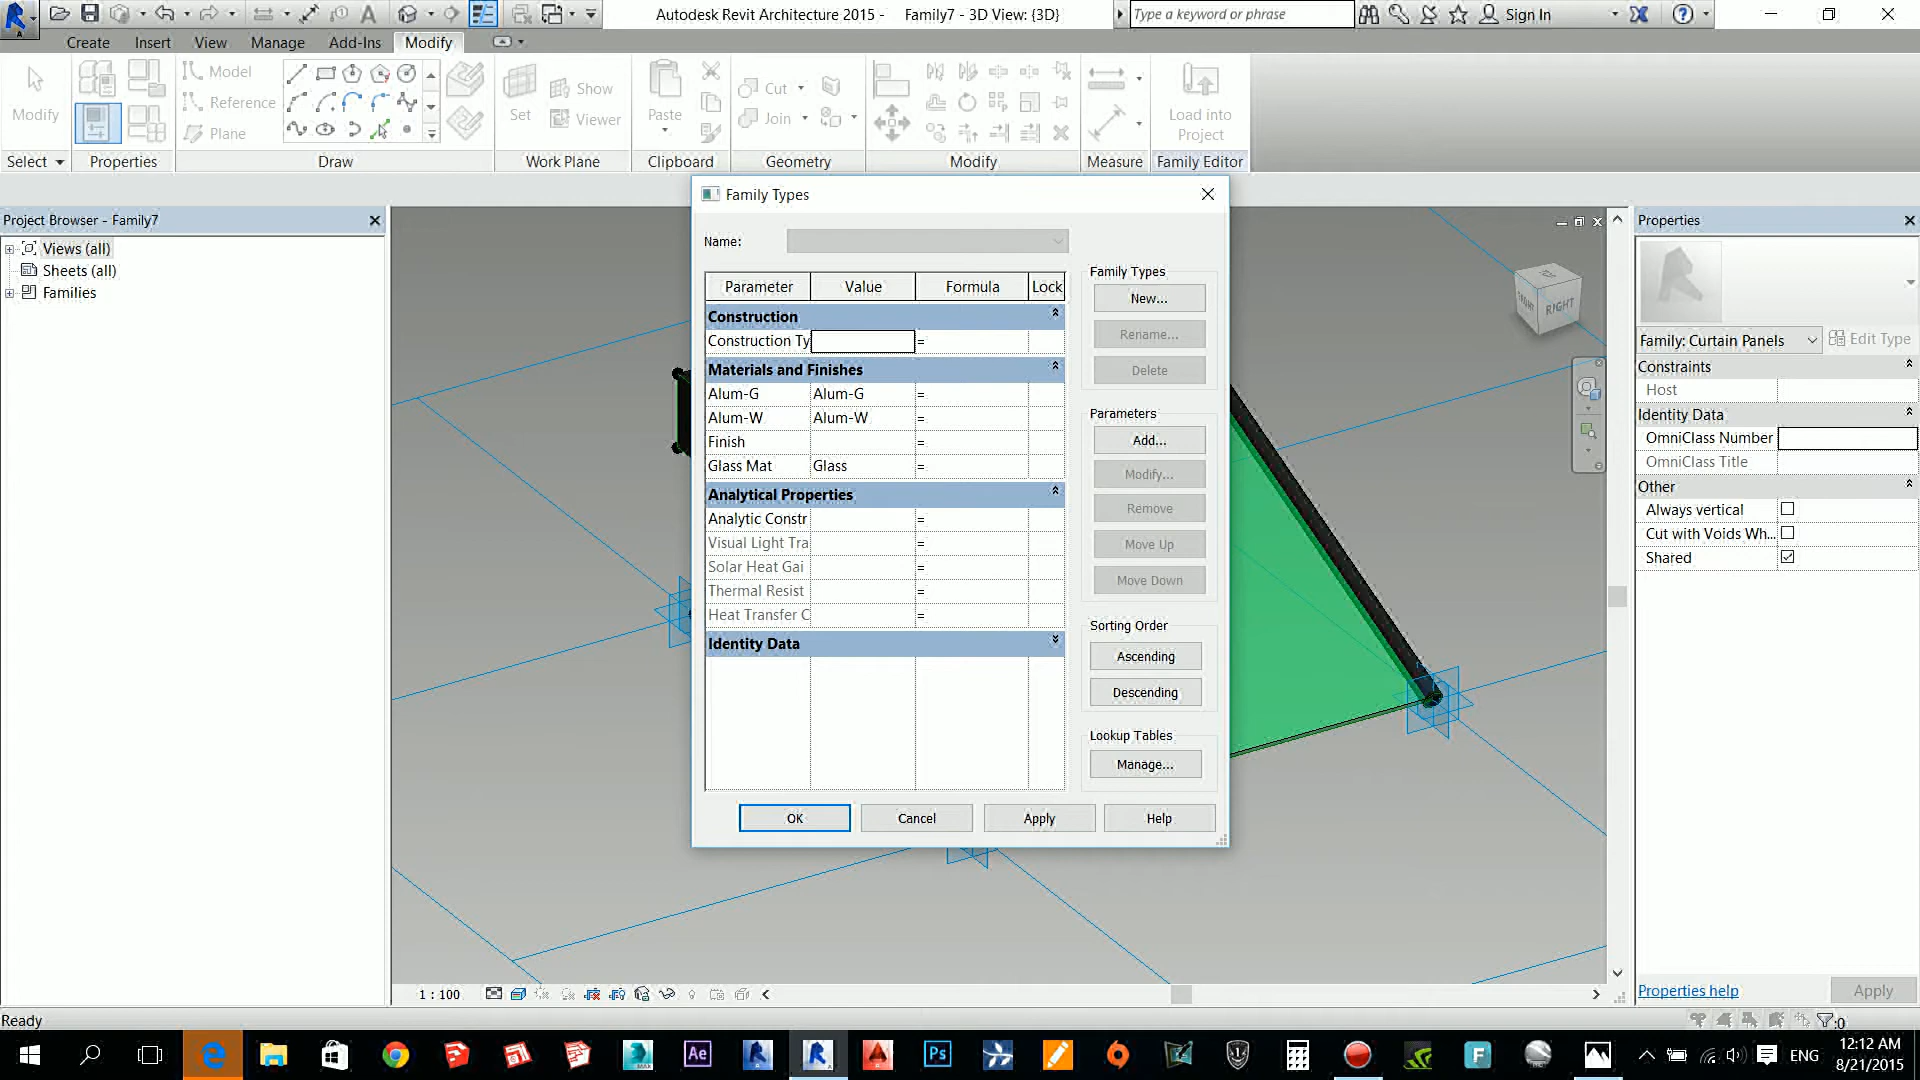 Autodesk Revit Architecture 2015 - Family7 - 3D View: {3D}
Type a keyword or phrase
Sign In
Create Insert View Manage Add-Ins Modify
Modify
Model
Reference
Plane
Set
Show
Viewer
Paste
Cut
Join
Load into
Project
Select Properties Draw Work Plane Clipboard Geometry Modify Measure Family Editor
Project Browser - Family7
Views (all)
Sheets (all)
Families
Family Types
Name:
Parameter Value Formula Lock
Construction
Construction Ty =
Materials and Finishes
Alum-G Alum-G =
Alum-W Alum-W =
Finish =
Glass Mat Glass =
Analytical Properties
Analytic Constr =
Visual Light Tra =
Solar Heat Gai =
Thermal Resist =
Heat Transfer C =
Identity Data
Family Types
New...
Rename...
Delete
Parameters
Add...
Modify...
Remove
Move Up
Move Down
Sorting Order
Ascending
Descending
Lookup Tables
Manage...
OK Cancel Apply Help
FRONT RIGHT
Properties
Family: Curtain Panels
Edit Type
Constraints
Host
Identity Data
OmniClass Number
OmniClass Title
Other
Always vertical
Cut with Voids Wh...
Shared
Properties help
Apply
1 : 100
Ready
:0
Ae
Ps
ENG
12:12 AM
8/21/2015